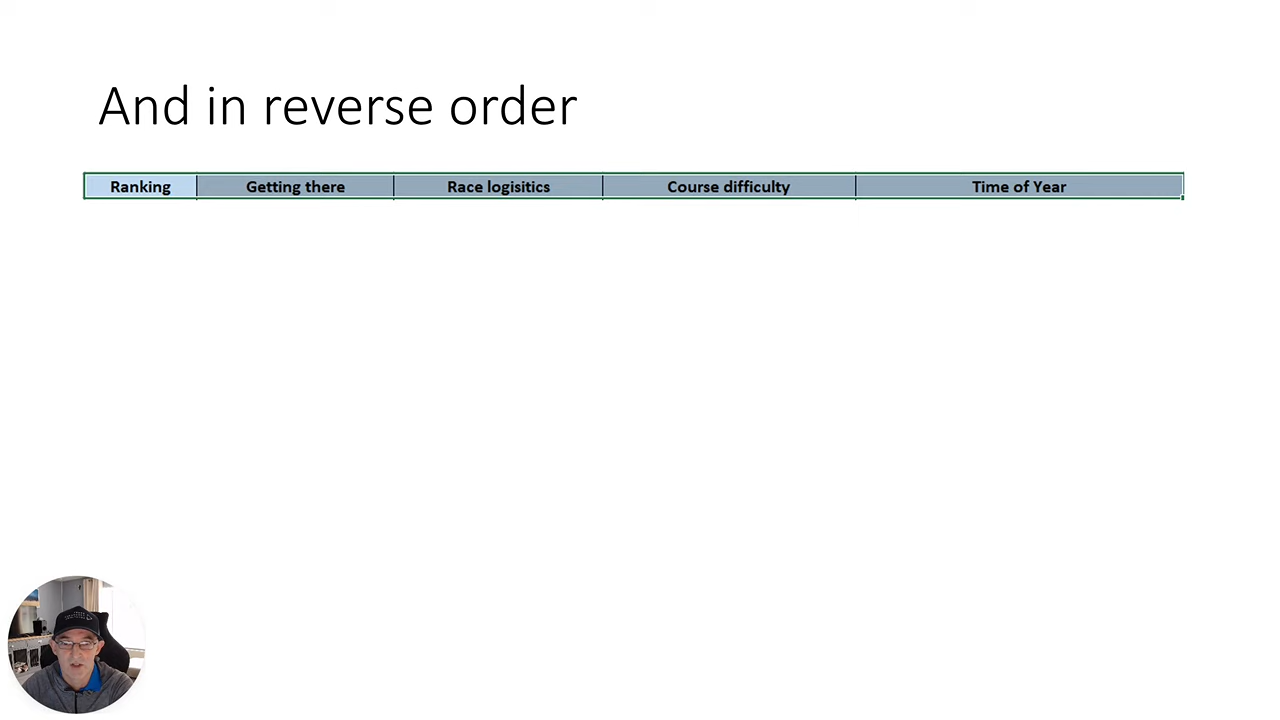 And in reverse order
Ranking Getting there Race logisitics Course difficulty Time of Year